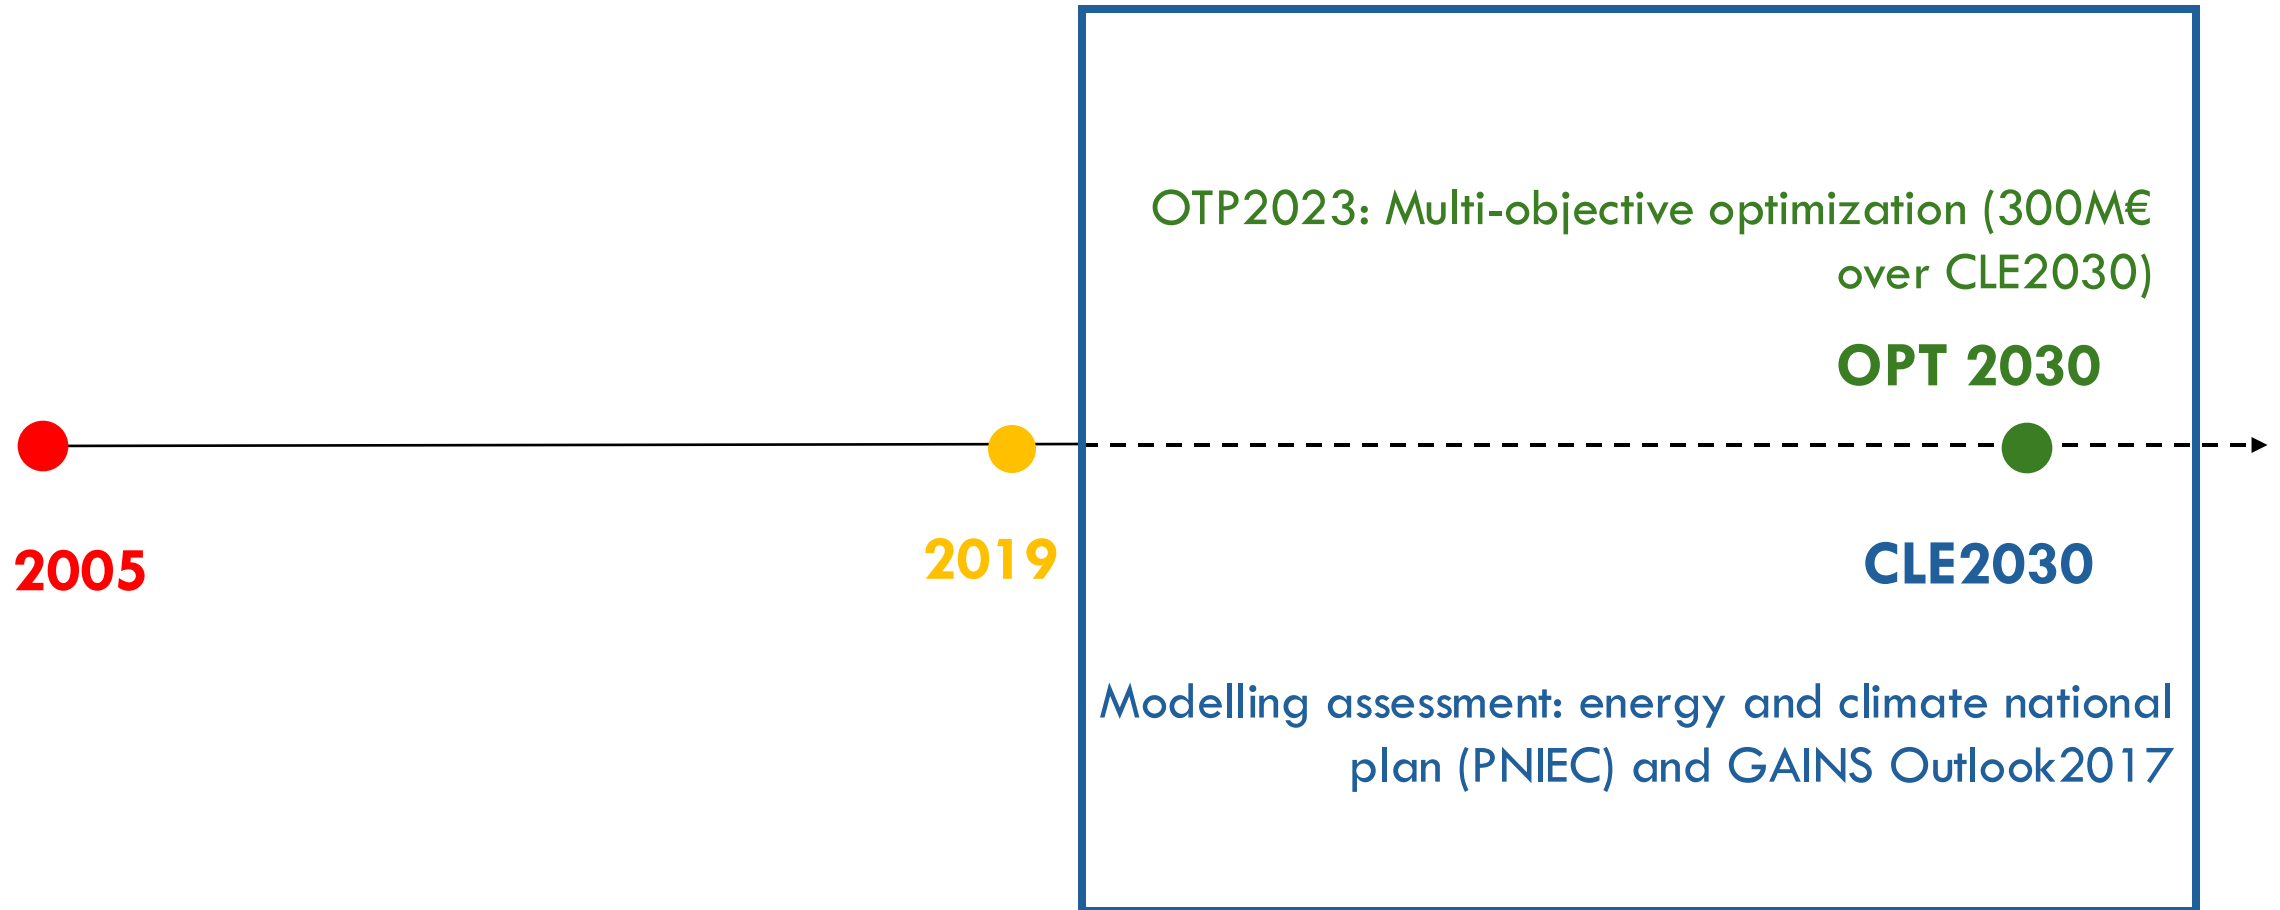 OTP2023: Multi-objective optimization (300M€
over CLE2030)
OPT 2030
2005
2019
CLE2030
Modelling assessment: energy and climate national
plan (PNIEC) and GAINS Outlook2017